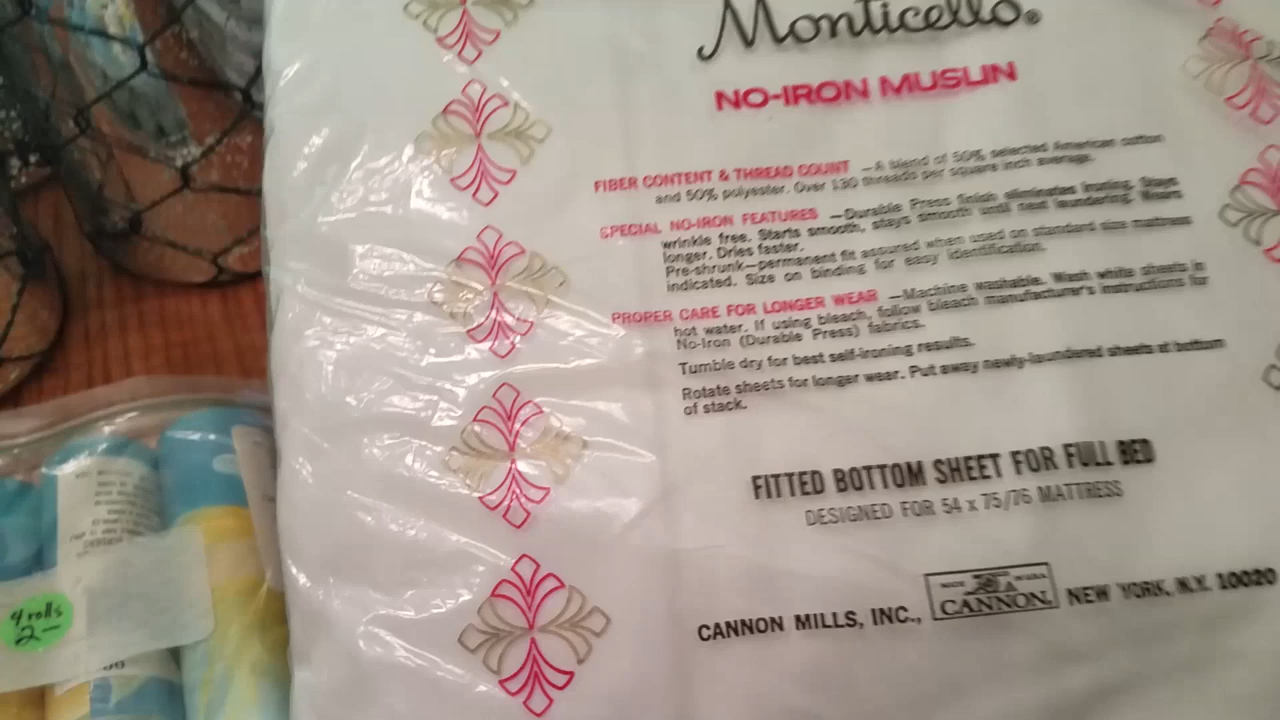 Monticello®
NO-IRON MUSLIN
FIBER CONTENT & THREAD COUNT —A blend of 50% selected American cotton
and 50% polyester. Over 130 threads per square inch average.
SPECIAL NO-IRON FEATURES —Durable Press finish eliminates ironing. Stays
wrinkle free. Starts smooth, stays smooth until next laundering. Wears
longer. Dries faster.
Pre-shrunk—permanent fit assured when used on standard size mattress
indicated. Size on binding for easy identification.
PROPER CARE FOR LONGER WEAR —Machine washable. Wash white sheets in
hot water. If using bleach, follow bleach manufacturer's instructions for
No-Iron (Durable Press) fabrics.
Tumble dry for best self-ironing results.
Rotate sheets for longer wear. Put away newly-laundered sheets at bottom
of stack.
FITTED BOTTOM SHEET FOR FULL BED
DESIGNED FOR 54 x 75/76 MATTRESS
CANNON MILLS, INC., MADE IN U.S.A. CANNON NEW YORK, N.Y. 10020
4 rolls
2—